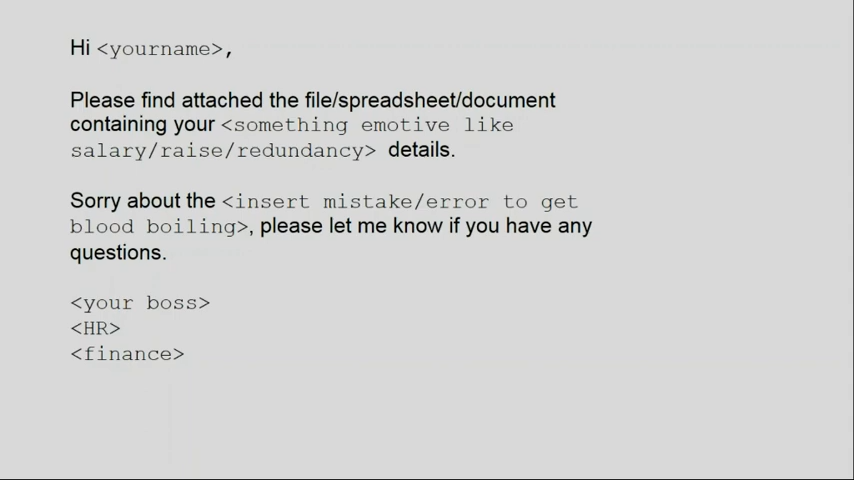 Hi <yourname>,
Please find attached the file/spreadsheet/document
containing your <something emotive like
salary/raise/redundancy> details.
Sorry about the <insert mistake/error to get
blood boiling>, please let me know if you have any
questions.
<your boss>
<HR>
<finance>